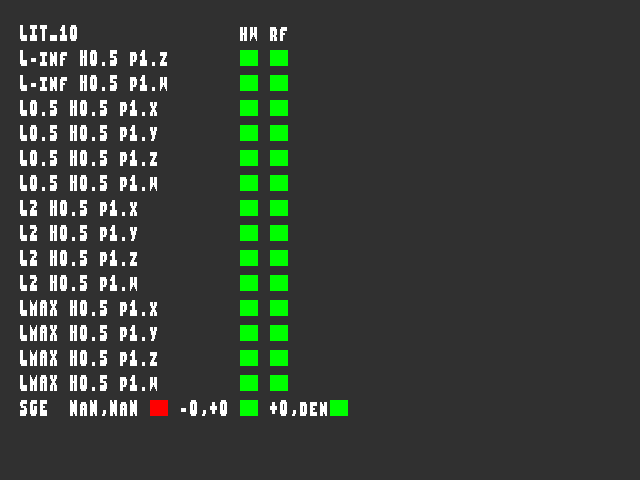 LIT_10 HW RF
L-INF H0.5 P1.Z
L-INF H0.5 P1.W
L0.5 H0.5 P1.X
L0.5 H0.5 P1.Y
L0.5 H0.5 P1.Z
L0.5 H0.5 P1.W
L2 H0.5 P1.X
L2 H0.5 P1.Y
L2 H0.5 P1.Z
L2 H0.5 P1.W
LMAX H0.5 P1.X
LMAX H0.5 P1.Y
LMAX H0.5 P1.Z
LMAX H0.5 P1.W
SGE NAN,NAN -0,+0 +0,DEN